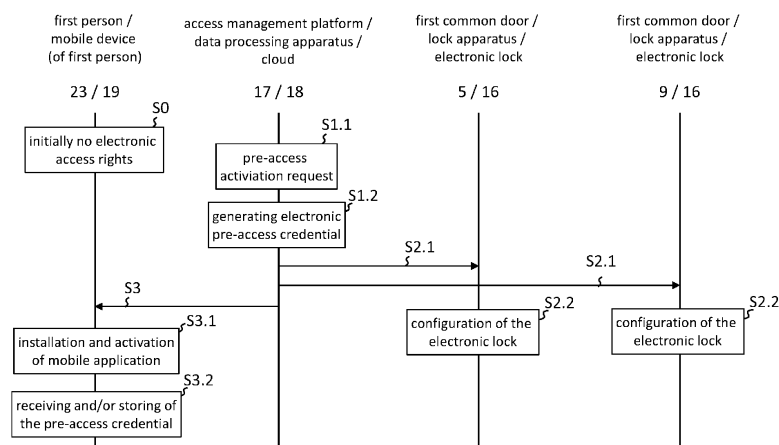 first person /
mobile device
(of first person)
23 / 19
access management platform /
data processing apparatus /
cloud
17 / 18
first common door /
lock apparatus /
electronic lock
5 / 16
first common door /
lock apparatus /
electronic lock
9 / 16
S0
initially no electronic
access rights
S1.1
pre-access
activiation request
S1.2
generating electronic
pre-access credential
S2.1
S2.1
S3
S3.1
installation and activation
of mobile application
S2.2
configuration of the
electronic lock
S2.2
configuration of the
electronic lock
S3.2
receiving and/or storing of
the pre-access credential